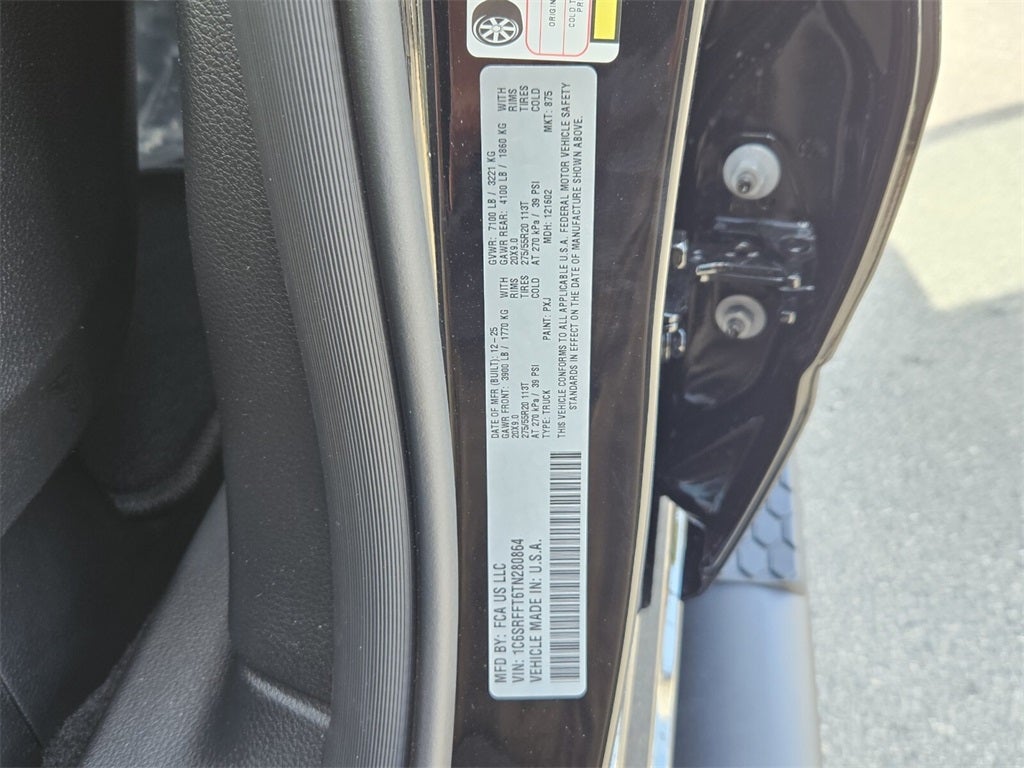 ORIGIN
COLD T
PR
MFD BY: FCA US LLC
VIN: 1C6SRFFT6TN280864
VEHICLE MADE IN: U.S.A.
DATE OF MFR (BUILT): 12-25 GVWR: 7100 LB / 3221 KG
GAWR FRONT: 3900 LB / 1770 KG WITH GAWR REAR: 4100 LB / 1860 KG WITH
20X9.0 RIMS 20X9.0 RIMS
275/55R20 113T TIRES 275/55R20 113T TIRES
AT 270 kPa / 39 PSI COLD AT 270 kPa / 39 PSI COLD
TYPE: TRUCK PAINT: PXJ MDH: 121602 MKT: 875
THIS VEHICLE CONFORMS TO ALL APPLICABLE U.S.A. FEDERAL MOTOR VEHICLE SAFETY
STANDARDS IN EFFECT ON THE DATE OF MANUFACTURE SHOWN ABOVE.